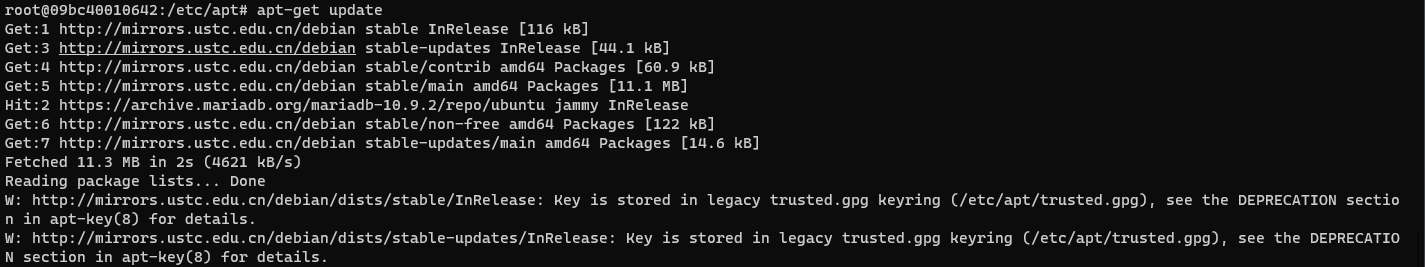 root@09bc40010642:/etc/apt# apt-get update
Get:1 http://mirrors.ustc.edu.cn/debian stable InRelease [116 kB]
Get:3 http://mirrors.ustc.edu.cn/debian stable-updates InRelease [44.1 kB]
Get:4 http://mirrors.ustc.edu.cn/debian stable/contrib amd64 Packages [60.9 kB]
Get:5 http://mirrors.ustc.edu.cn/debian stable/main amd64 Packages [11.1 MB]
Hit:2 https://archive.mariadb.org/mariadb-10.9.2/repo/ubuntu jammy InRelease
Get:6 http://mirrors.ustc.edu.cn/debian stable/non-free amd64 Packages [122 kB]
Get:7 http://mirrors.ustc.edu.cn/debian stable-updates/main amd64 Packages [14.6 kB]
Fetched 11.3 MB in 2s (4621 kB/s)
Reading package lists... Done
W: http://mirrors.ustc.edu.cn/debian/dists/stable/InRelease: Key is stored in legacy trusted.gpg keyring (/etc/apt/trusted.gpg), see the DEPRECATION sectio
n in apt-key(8) for details.
W: http://mirrors.ustc.edu.cn/debian/dists/stable-updates/InRelease: Key is stored in legacy trusted.gpg keyring (/etc/apt/trusted.gpg), see the DEPRECATIO
N section in apt-key(8) for details.